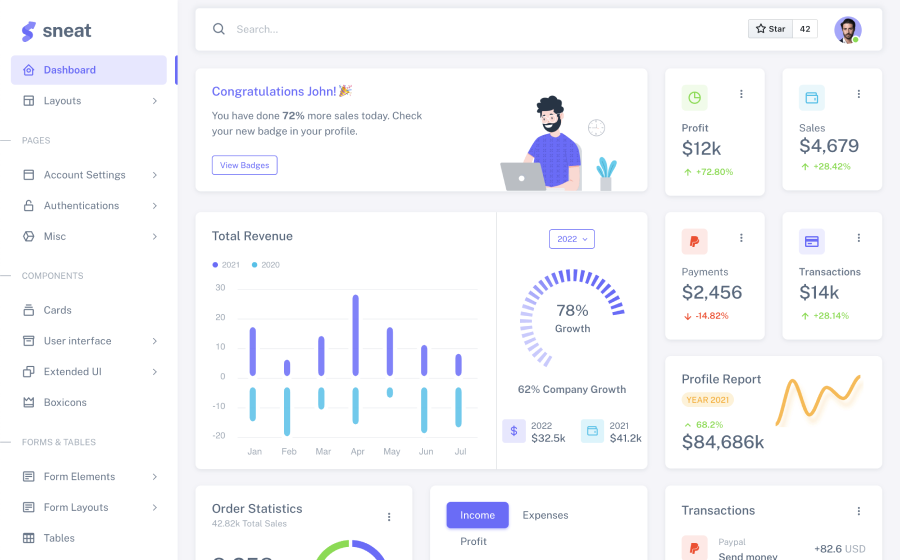 sneat
Dashboard
Layouts
PAGES
Account Settings
Authentications
Misc
COMPONENTS
Cards
User interface
Extended UI
Boxicons
FORMS & TABLES
Form Elements
Form Layouts
Tables
Search...
Star
42
Congratulations John!🎉
You have done 72% more sales today. Check
your new badge in your profile.
View Badges
Profit
$12k
+72.80%
Sales
$4,679
+28.42%
Total Revenue
2021
2020
30
20
10
0
-10
-20
Jan
Feb
Mar
Apr
May
Jun
Jul
2022
78%
Growth
62% Company Growth
$
2022
$32.5k
2021
$41.2k
Payments
$2,456
-14.82%
Transactions
$14k
+28.14%
Profile Report
YEAR 2021
68.2%
$84,686k
Order Statistics
42.82k Total Sales
Income
Expenses
Profit
Transactions
Paypal
Send money
+82.6 USD